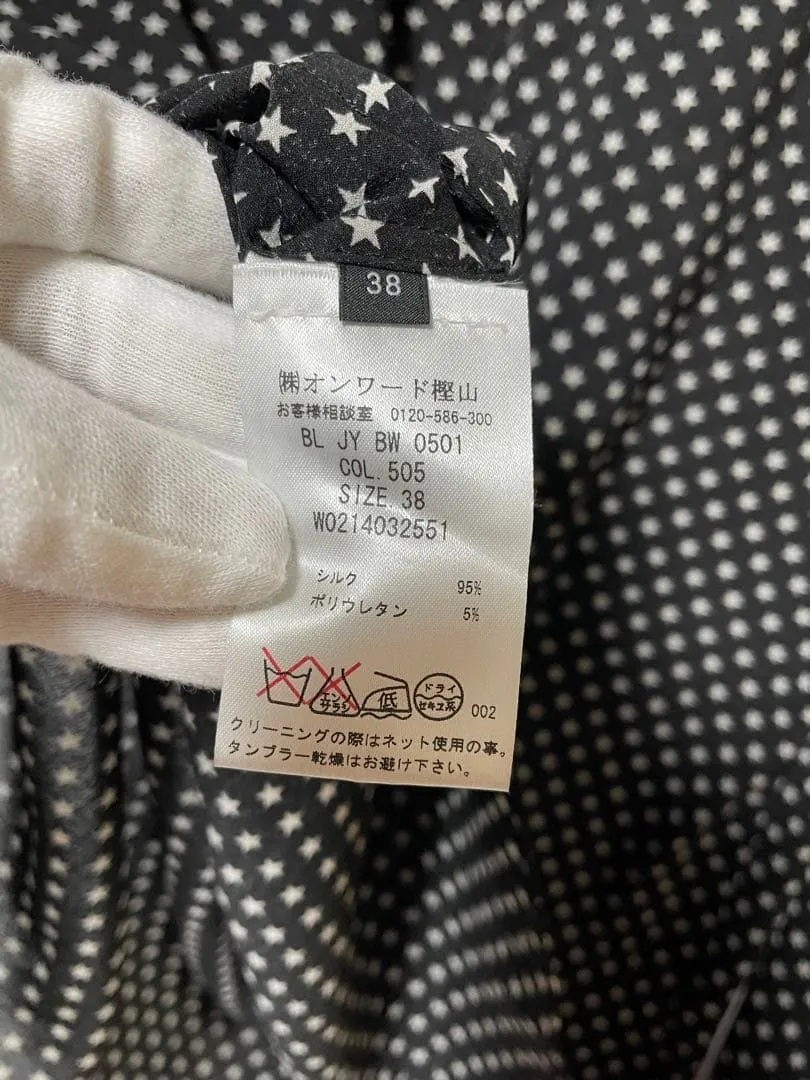 38
㈱オンワード樫山
お客様相談室 0120-586-300
BL JY BW 0501
COL.505
SIZE.38
W0214032551
シルク 95%
ポリウレタン 5%
エンソサラシ 低 ドライ セキユ系 002
クリーニングの際はネット使用の事。
タンブラー乾燥はお避け下さい。